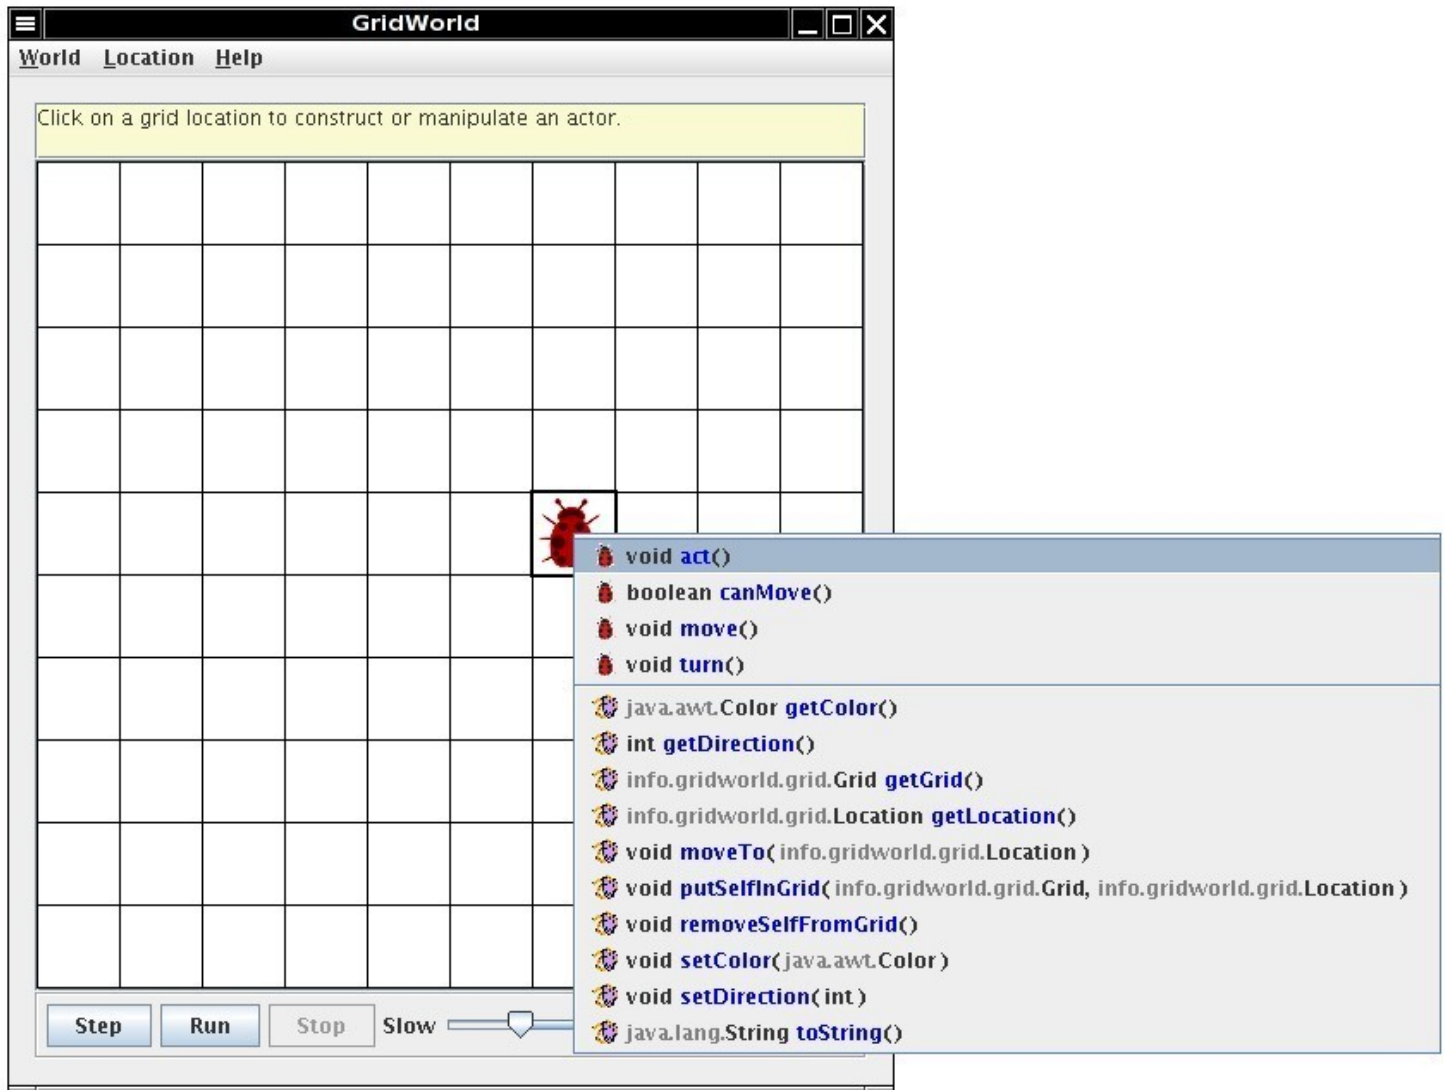 GridWorld
World Location Help
Click on a grid location to construct or manipulate an actor.
void act()
boolean canMove()
void move()
void turn()
java.awt.Color getColor()
int getDirection()
info.gridworld.grid.Grid getGrid()
info.gridworld.grid.Location getLocation()
void moveTo(info.gridworld.grid.Location)
void putSelfInGrid(info.gridworld.grid.Grid, info.gridworld.grid.Location)
void removeSelfFromGrid()
void setColor(java.awt.Color)
void setDirection(int)
java.lang.String toString()
Step Run Stop Slow